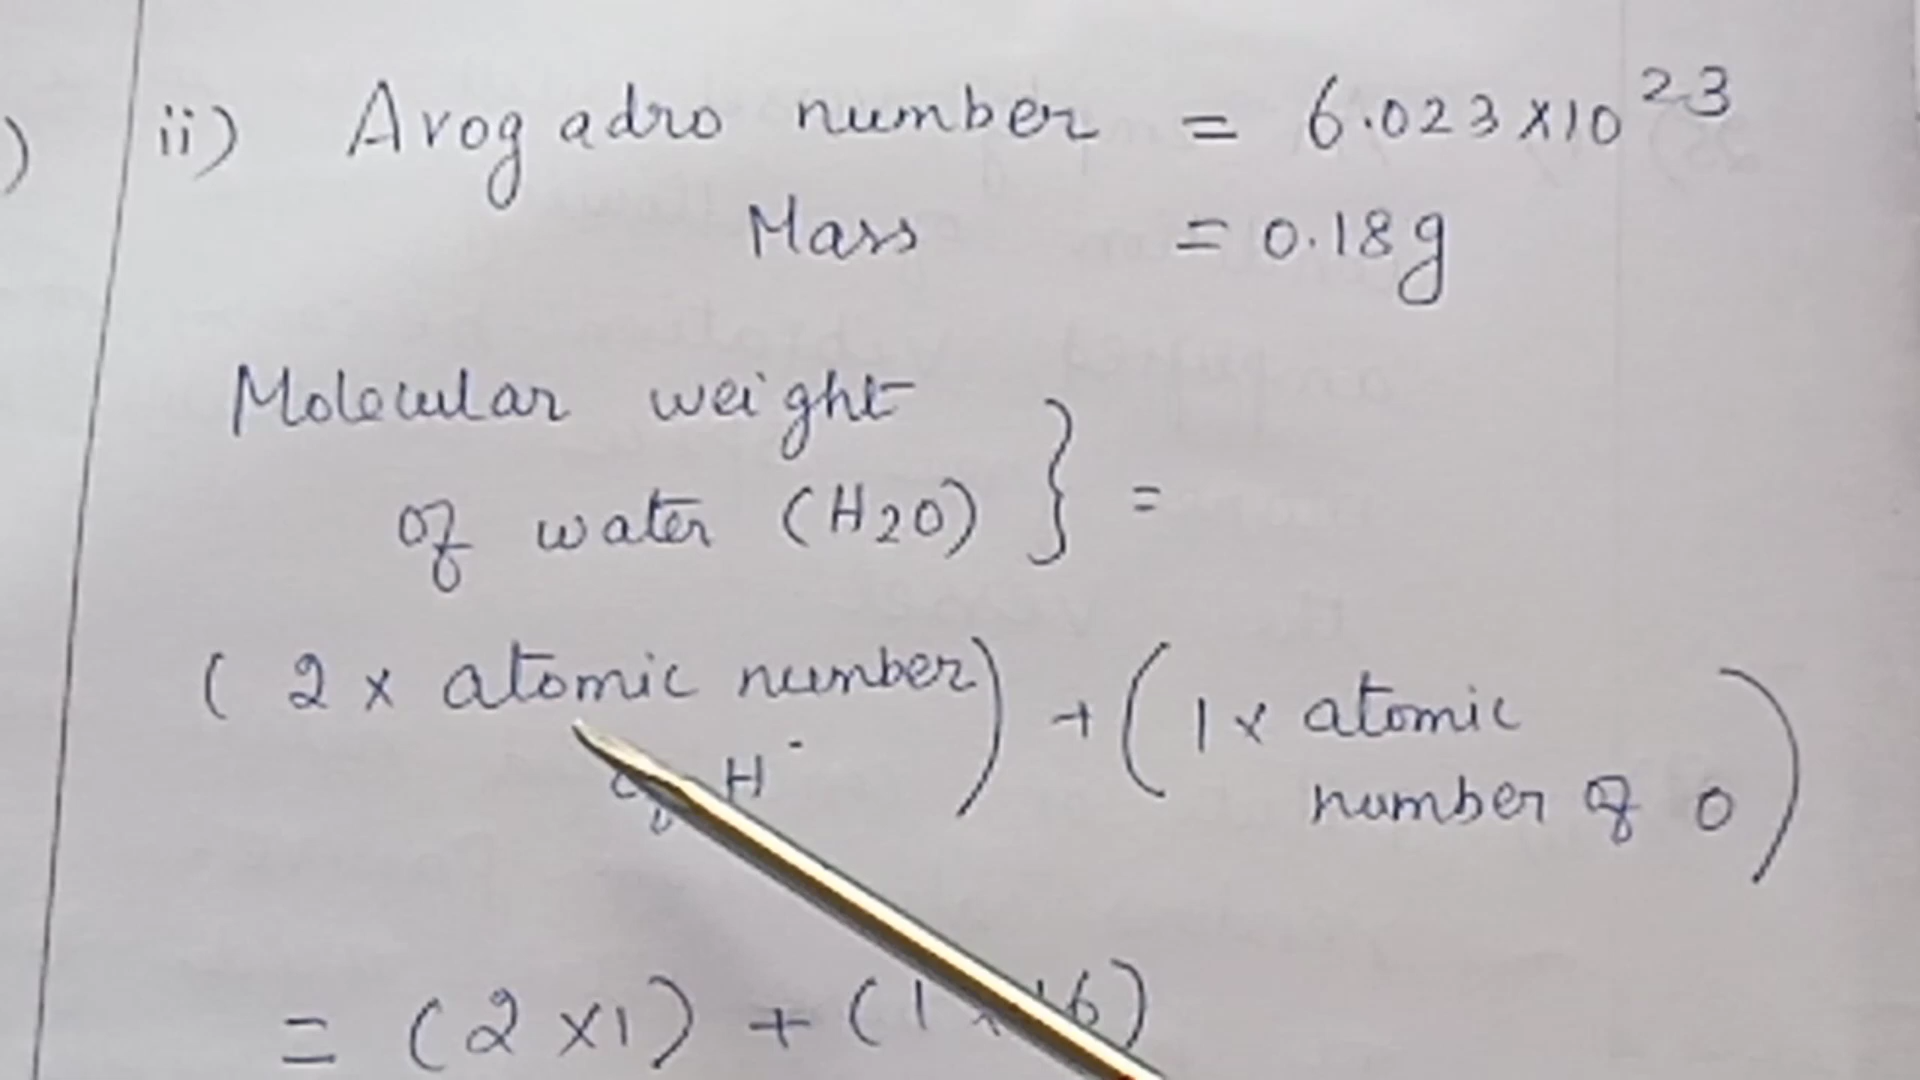 ) ii) Avogadro number = 6.023 x 10^23
Mass = 0.18g
Molecular weight
of water (H2O) } =
( 2 x atomic number ) + ( 1 x atomic
H number of O )
= (2 x 1) + (1 x 16)